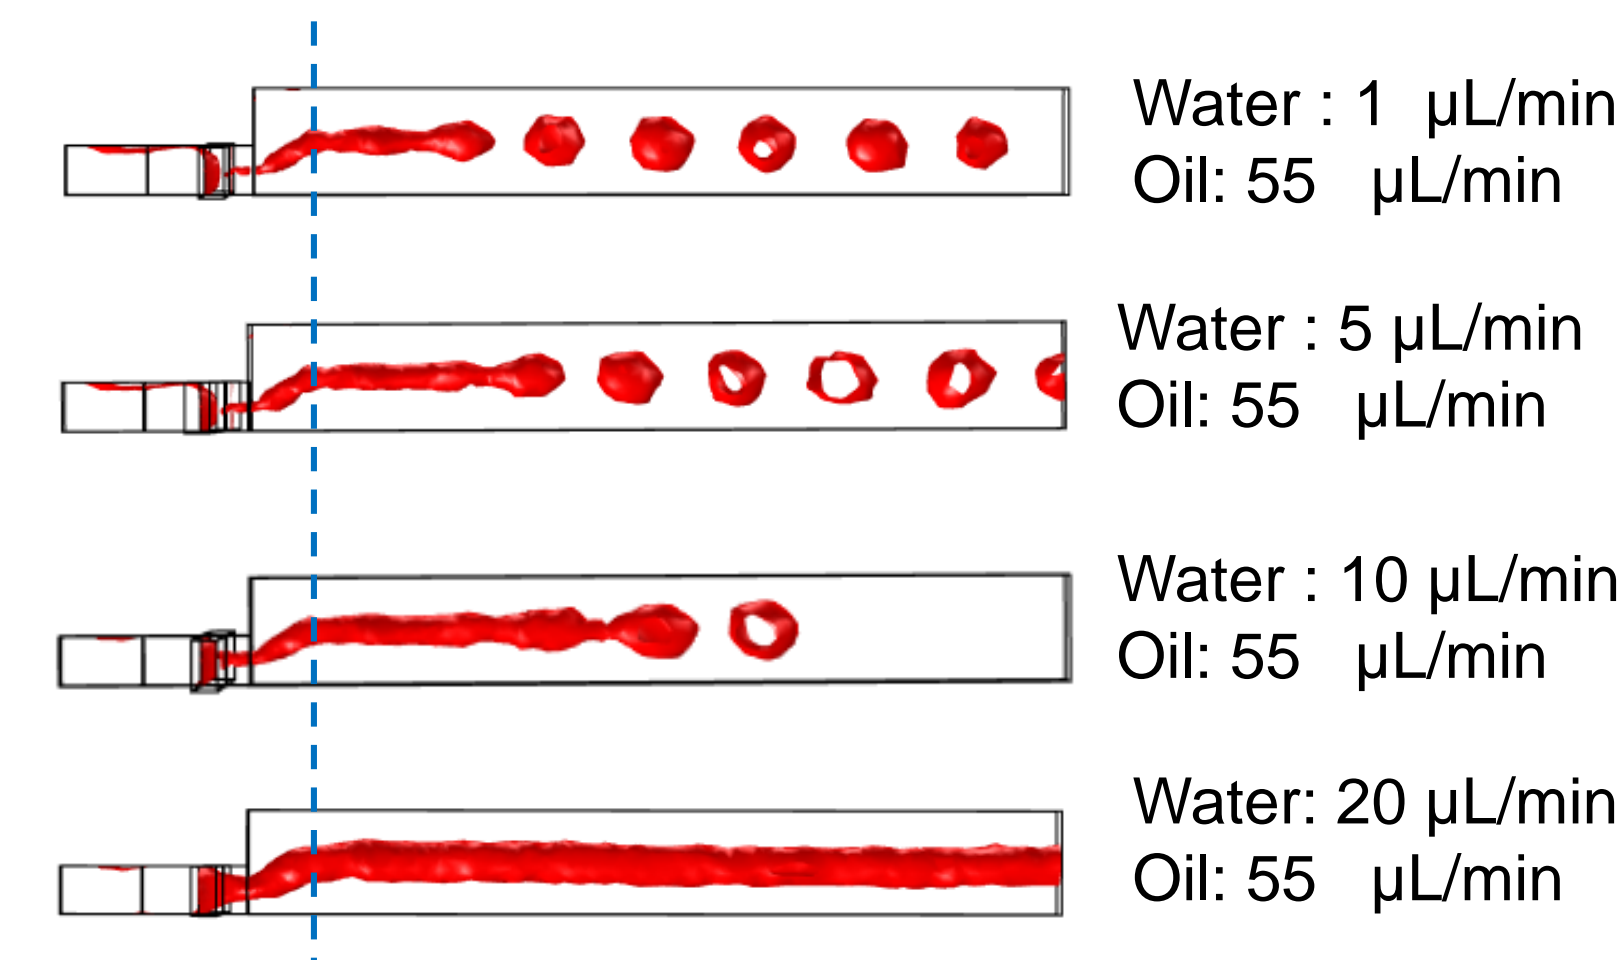 Water : 1 µL/min
Oil: 55 µL/min
Water : 5 µL/min
Oil: 55 µL/min
Water : 10 µL/min
Oil: 55 µL/min
Water: 20 µL/min
Oil: 55 µL/min